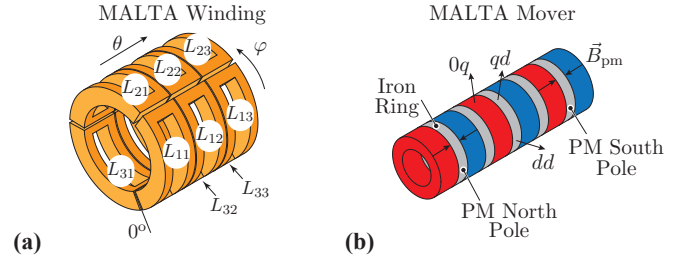 MALTA Winding
θ
φ
L₂₃
L₂₂
L₂₁
L₁₃
L₁₂
L₁₁
L₃₁
L₃₃
L₃₂
0°
(a)
MALTA Mover
0q
qd
B⃗pm
Iron
Ring
PM South
Pole
dd
PM North
Pole
(b)